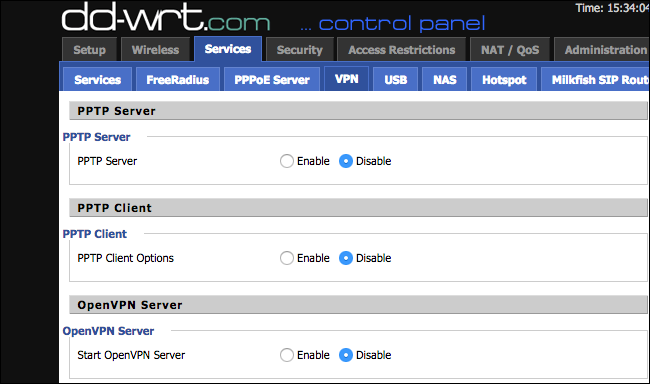 dd-wrt.com ... control panel
Time: 15:34:04
Setup Wireless Services Security Access Restrictions NAT / QoS Administration
Services FreeRadius PPPoE Server VPN USB NAS Hotspot Milkfish SIP
PPTP Server
PPTP Server
PPTP Server Enable Disable
PPTP Client
PPTP Client
PPTP Client Options Enable Disable
OpenVPN Server
OpenVPN Server
Start OpenVPN Server Enable Disable